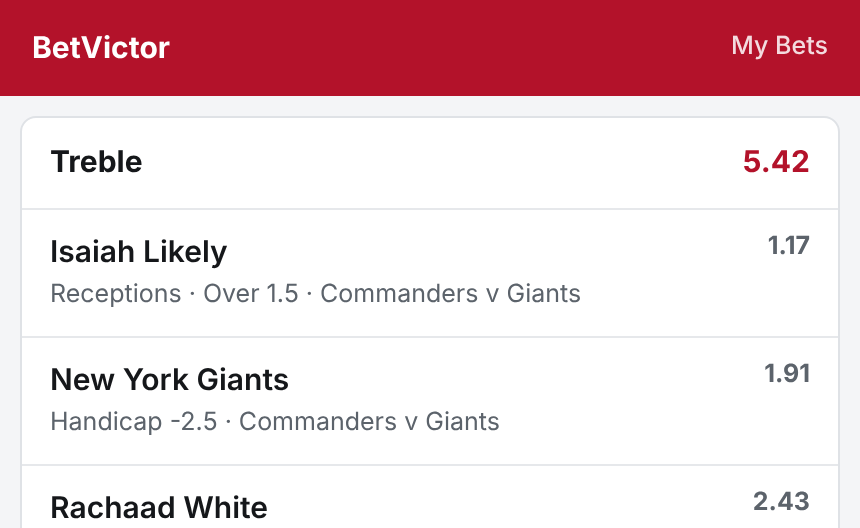 BetVictor
My Bets
Treble
5.42
Isaiah Likely
1.17
Receptions · Over 1.5 · Commanders v Giants
New York Giants
1.91
Handicap -2.5 · Commanders v Giants
Rachaad White
2.43